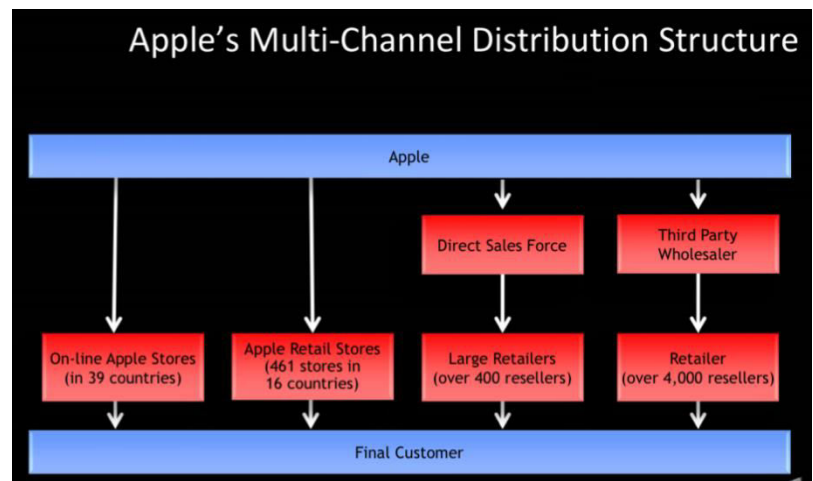 Apple's Multi-Channel Distribution Structure
Apple
Direct Sales Force
Third Party
Wholesaler
On-line Apple Stores
(in 39 countries)
Apple Retail Stores
(461 stores in
16 countries)
Large Retailers
(over 400 resellers)
Retailer
(over 4,000 resellers)
Final Customer